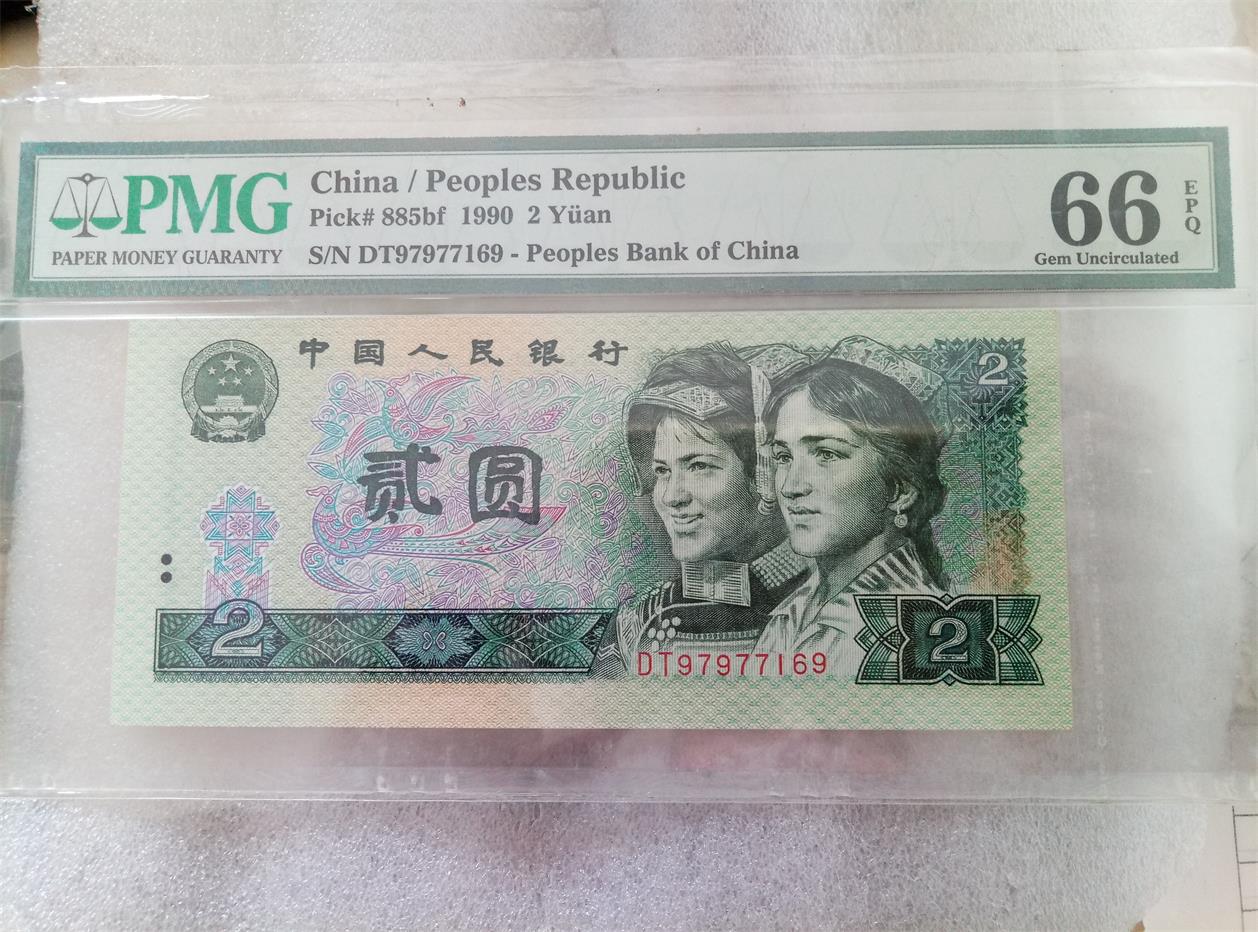 PMG
PAPER MONEY GUARANTY
China / Peoples Republic
Pick# 885bf 1990 2 Yüan
S/N DT97977169 - Peoples Bank of China
66
EPQ
Gem Uncirculated
中国人民银行
2
贰圆
2
DT97977169
2